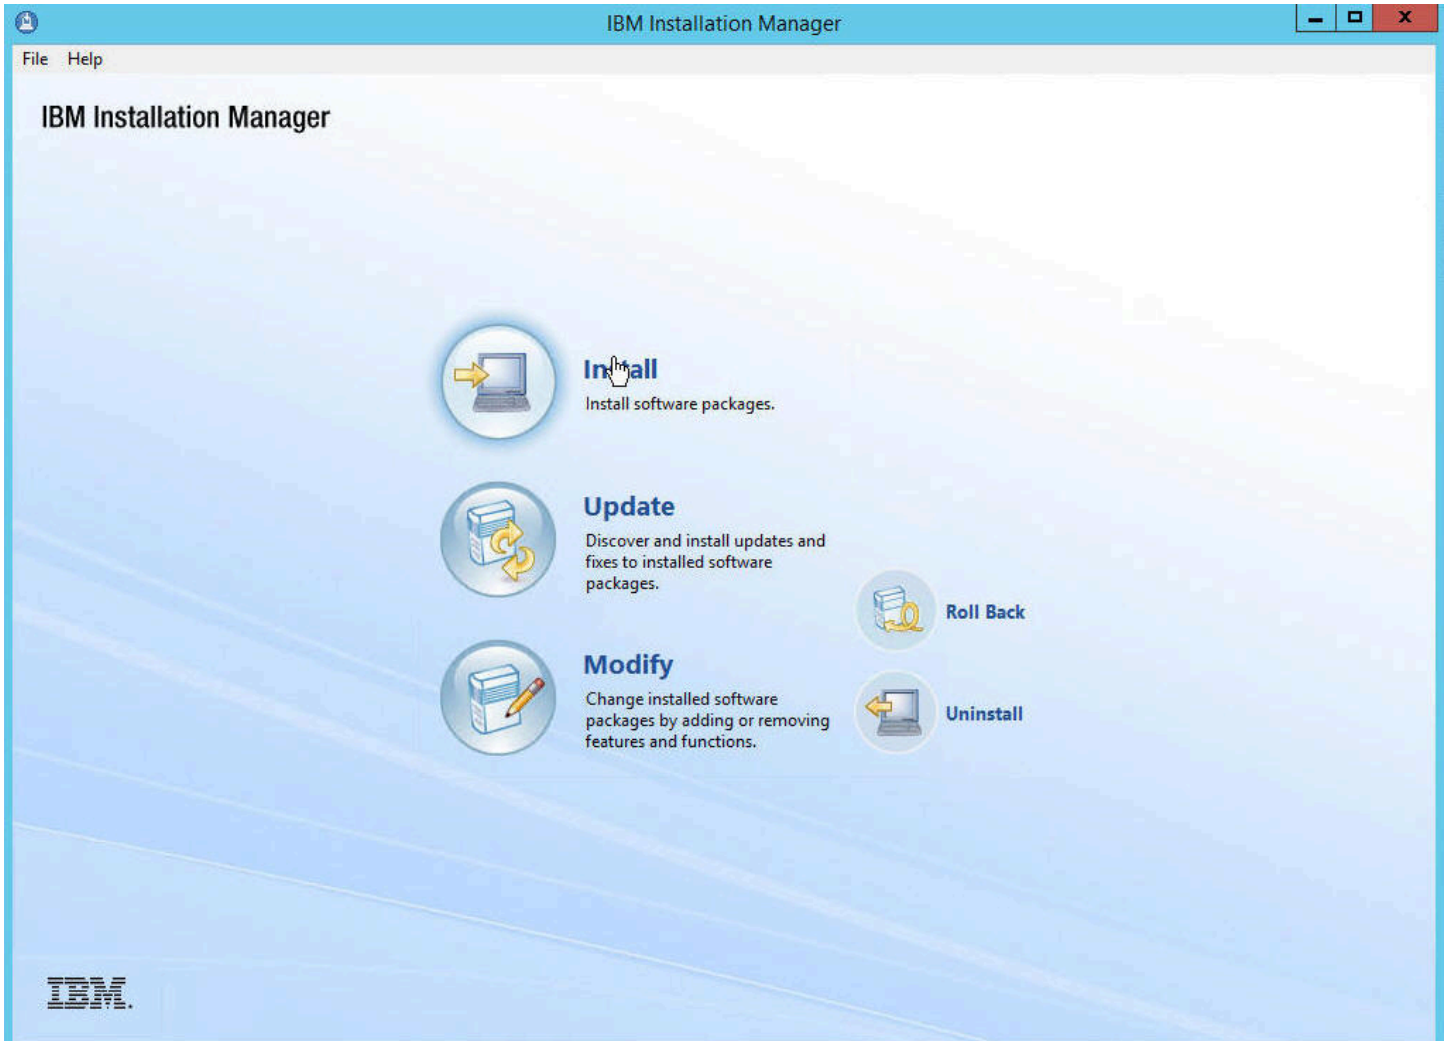 IBM Installation Manager
File Help
IBM Installation Manager
Install
Install software packages.
Update
Discover and install updates and
fixes to installed software
packages.
Roll Back
Modify
Change installed software
packages by adding or removing
features and functions.
Uninstall
IBM.